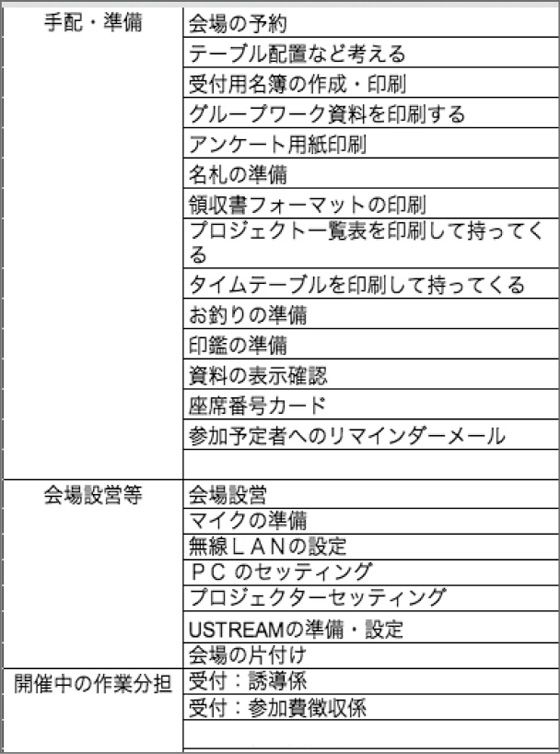 手配・準備
会場の予約
テーブル配置など考える
受付用名簿の作成・印刷
グループワーク資料を印刷する
アンケート用紙印刷
名札の準備
領収書フォーマットの印刷
プロジェクト一覧表を印刷して持ってく
る
タイムテーブルを印刷して持ってくる
お釣りの準備
印鑑の準備
資料の表示確認
座席番号カード
参加予定者へのリマインダーメール
会場設営等
会場設営
マイクの準備
無線ＬＡＮの設定
ＰＣのセッティング
プロジェクターセッティング
USTREAMの準備・設定
会場の片付け
開催中の作業分担
受付：誘導係
受付：参加費徴収係